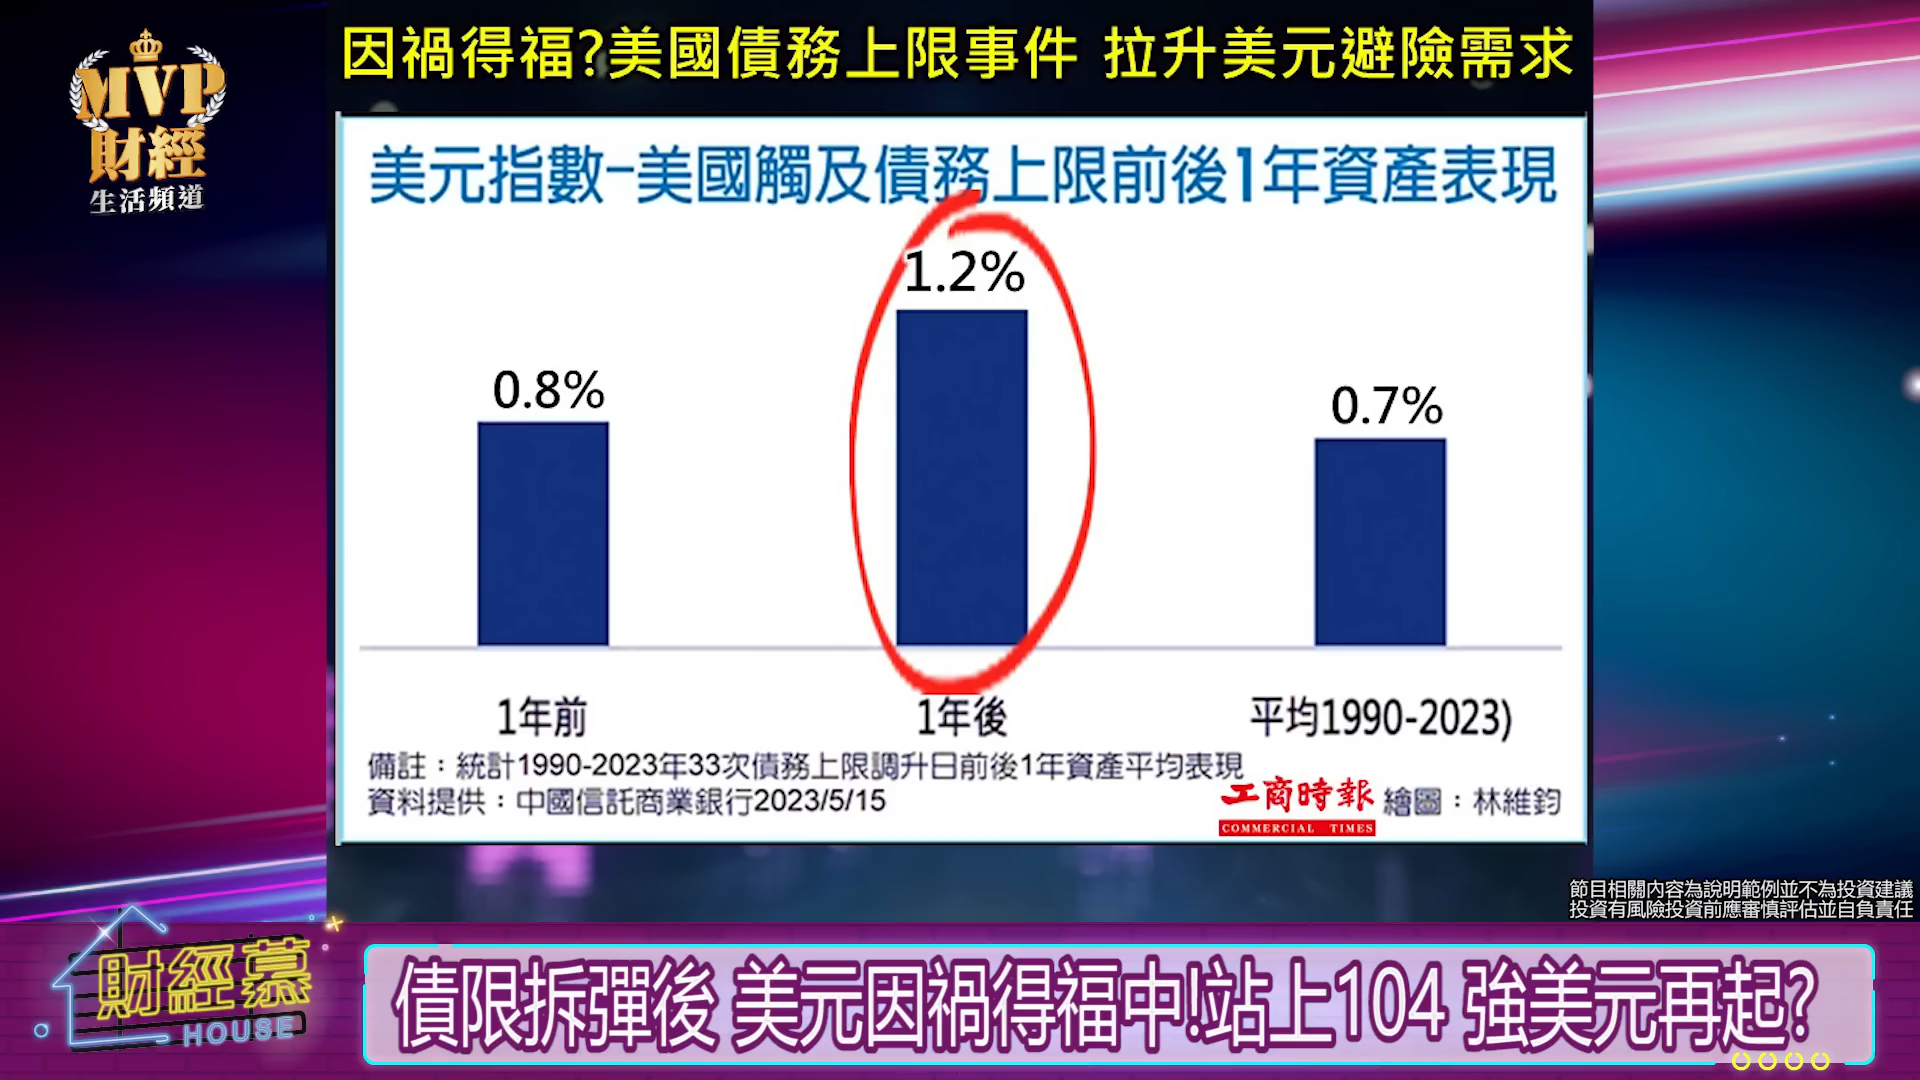 MVP
財經
生活頻道
因禍得福?美國債務上限事件 拉升美元避險需求
美元指數-美國觸及債務上限前後1年資產表現
0.8%
1.2%
0.7%
1年前
1年後
平均1990-2023)
備註：統計1990-2023年33次債務上限調升日前後1年資產平均表現
資料提供：中國信託商業銀行2023/5/15
工商時報
COMMERCIAL TIMES
繪圖：林維鈞
節目相關內容為說明範例並不為投資建議
投資有風險投資前應審慎評估並自負責任
財經慕
HOUSE
債限拆彈後 美元因禍得福中!站上104 強美元再起?